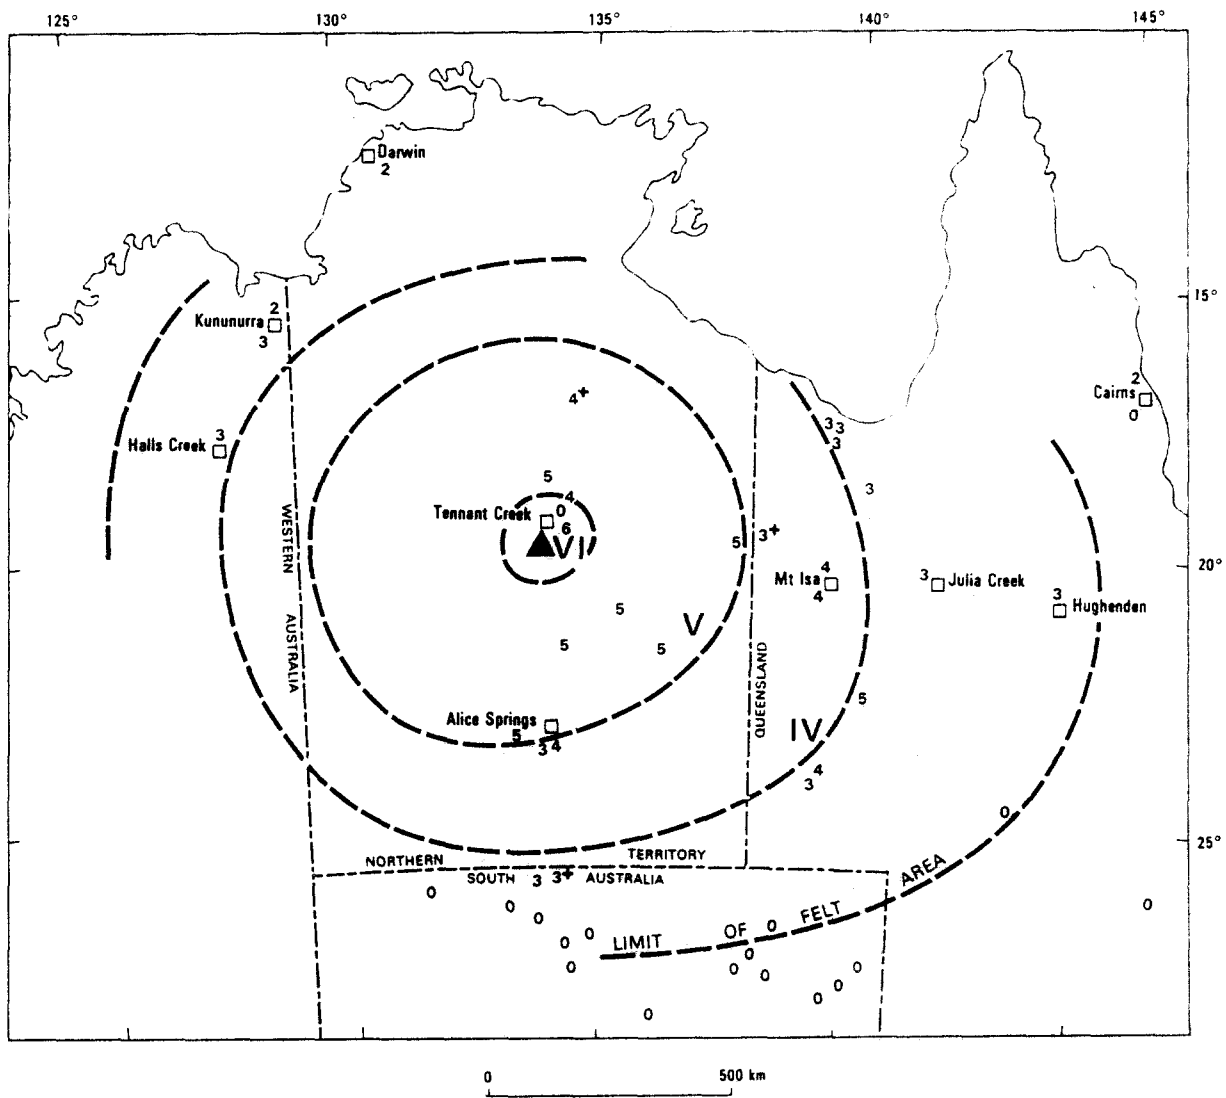 125° 130° 135° 140° 145°
Darwin
2
15°
2
Kununurra
3
4+
2
Cairns
0
3
Halls Creek
3 3
3
5
4
3
Tennant Creek 0
6
VI
WESTERN
5
3+
20°
4
Mt Isa
4
3
Julia Creek
3
Hughenden
5
V
AUSTRALIA
5
5
QUEENSLAND
5
Alice Springs
5
3 4
IV
4
3
0
25°
NORTHERN TERRITORY
SOUTH 3 3+ AUSTRALIA
0
0
0
0
0
0
LIMIT OF FELT AREA
0
0
0
0
0
0
0
0
0
0
0 500 km